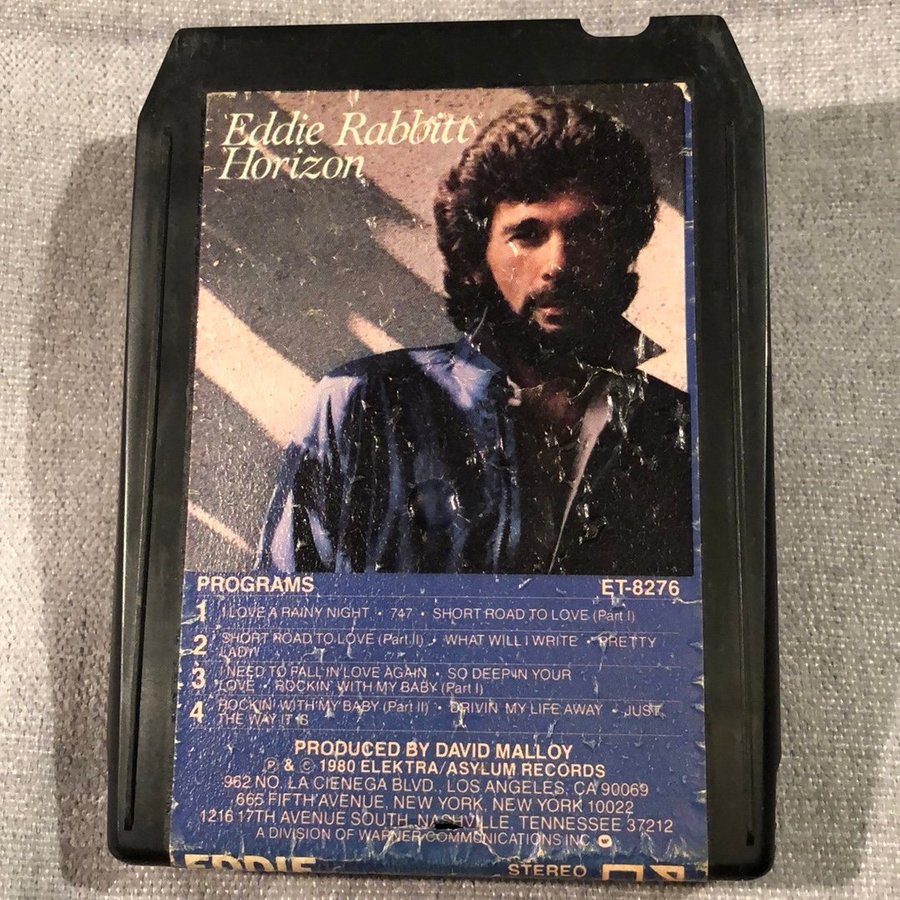 Eddie Rabbitt
Horizon
PROGRAMS ET-8276
1 I LOVE A RAINY NIGHT • 747 • SHORT ROAD TO LOVE (Part I)
2 SHORT ROAD TO LOVE (Part II) • WHAT WILL I WRITE • PRETTY
LADY
3 I NEED TO FALL IN LOVE AGAIN • SO DEEP IN YOUR
LOVE • ROCKIN' WITH MY BABY (Part I)
4 ROCKIN' WITH MY BABY (Part II) • DRIVIN' MY LIFE AWAY • JUST
THE WAY IT IS
PRODUCED BY DAVID MALLOY
℗ & © 1980 ELEKTRA/ASYLUM RECORDS
962 NO. LA CIENEGA BLVD., LOS ANGELES, CA 90069
665 FIFTH AVENUE, NEW YORK, NEW YORK 10022
1216 17TH AVENUE SOUTH, NASHVILLE, TENNESSEE 37212
A DIVISION OF WARNER COMMUNICATIONS INC.
EDDIE STEREO